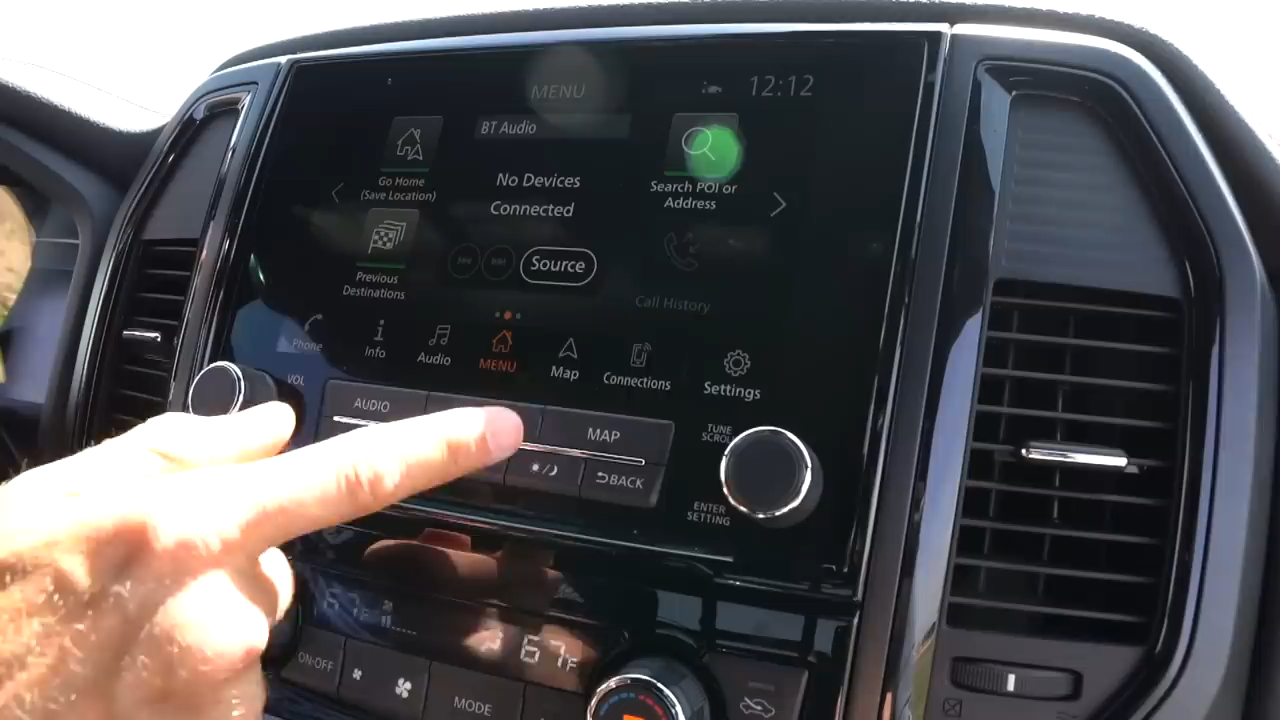 MENU
12:12
BT Audio
Go Home
(Save Location)
No Devices
Connected
Search POI or
Address
Previous
Destinations
Source
Call History
Phone
Info
Audio
MENU
Map
Connections
Settings
VOL
AUDIO
MAP
TUNE
SCROLL
BACK
ENTER
SETTING
67°F
67°F
ON·OFF
MODE